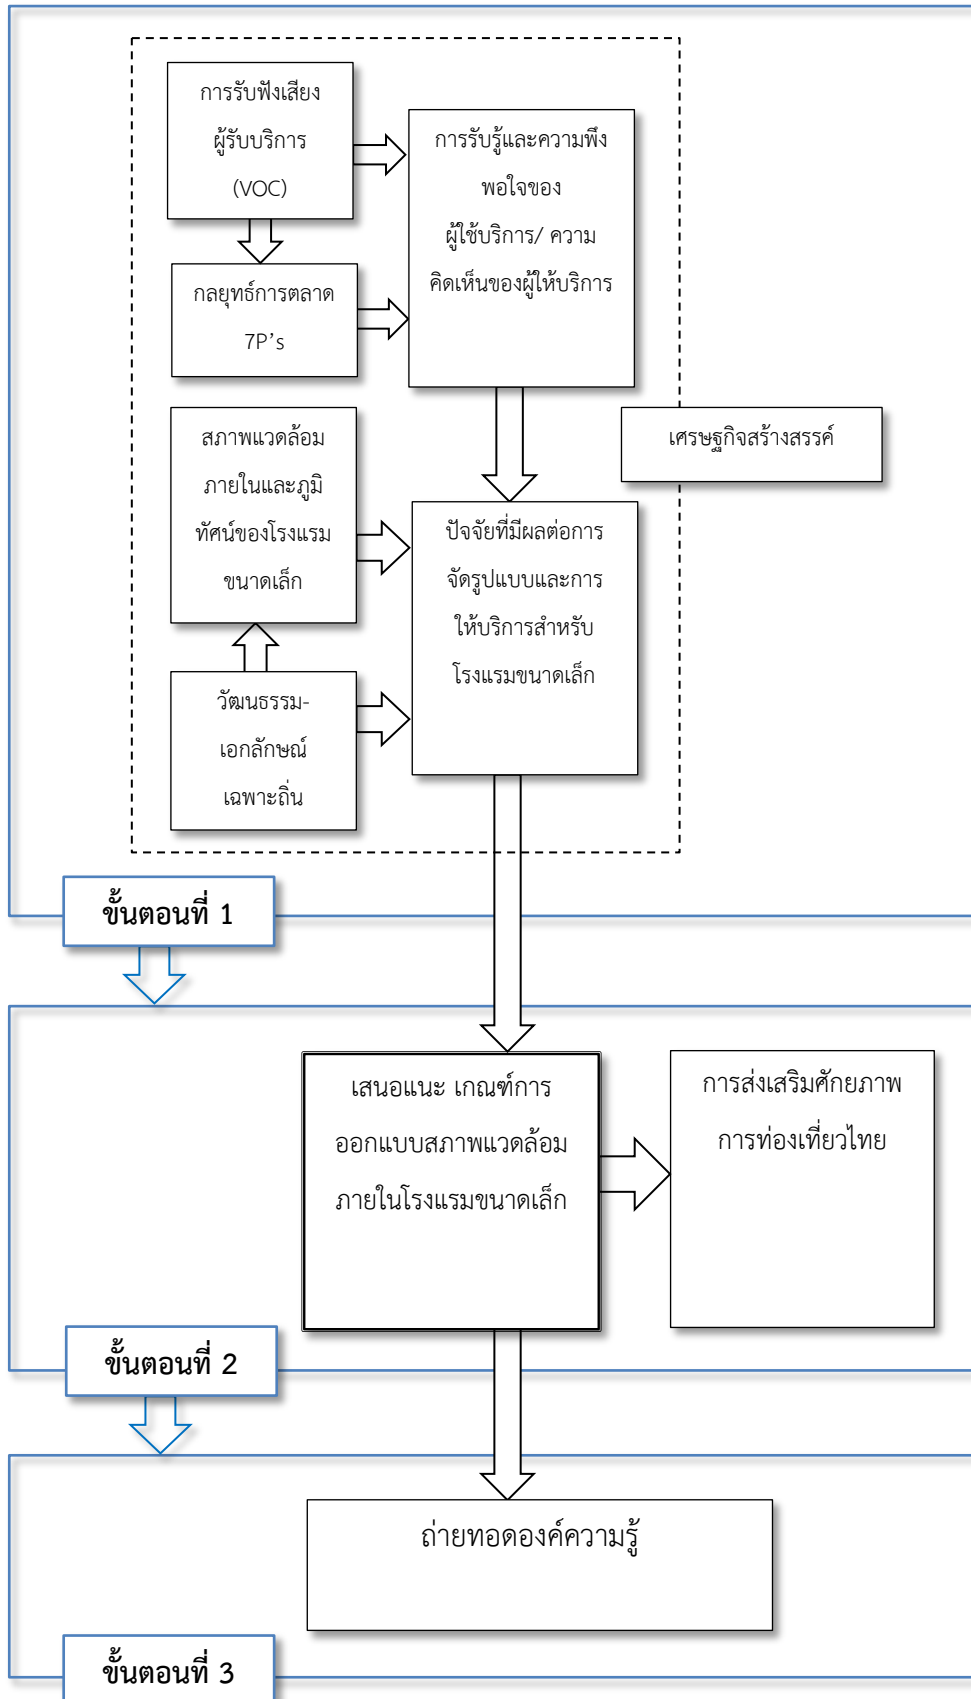 การรับฟังเสียง
ผู้รับบริการ
(VOC)
การรับรู้และความพึง
พอใจของ
ผู้ใช้บริการ/ ความ
คิดเห็นของผู้ให้บริการ
กลยุทธ์การตลาด
7P's
สภาพแวดล้อม
ภายในและภูมิ
ทัศน์ของโรงแรม
ขนาดเล็ก
เศรษฐกิจสร้างสรรค์
ปัจจัยที่มีผลต่อการ
จัดรูปแบบและการ
ให้บริการสำหรับ
โรงแรมขนาดเล็ก
วัฒนธรรม-
เอกลักษณ์
เฉพาะถิ่น
ขั้นตอนที่ 1
เสนอแนะ เกณฑ์การ
ออกแบบสภาพแวดล้อม
ภายในโรงแรมขนาดเล็ก
การส่งเสริมศักยภาพ
การท่องเที่ยวไทย
ขั้นตอนที่ 2
ถ่ายทอดองค์ความรู้
ขั้นตอนที่ 3